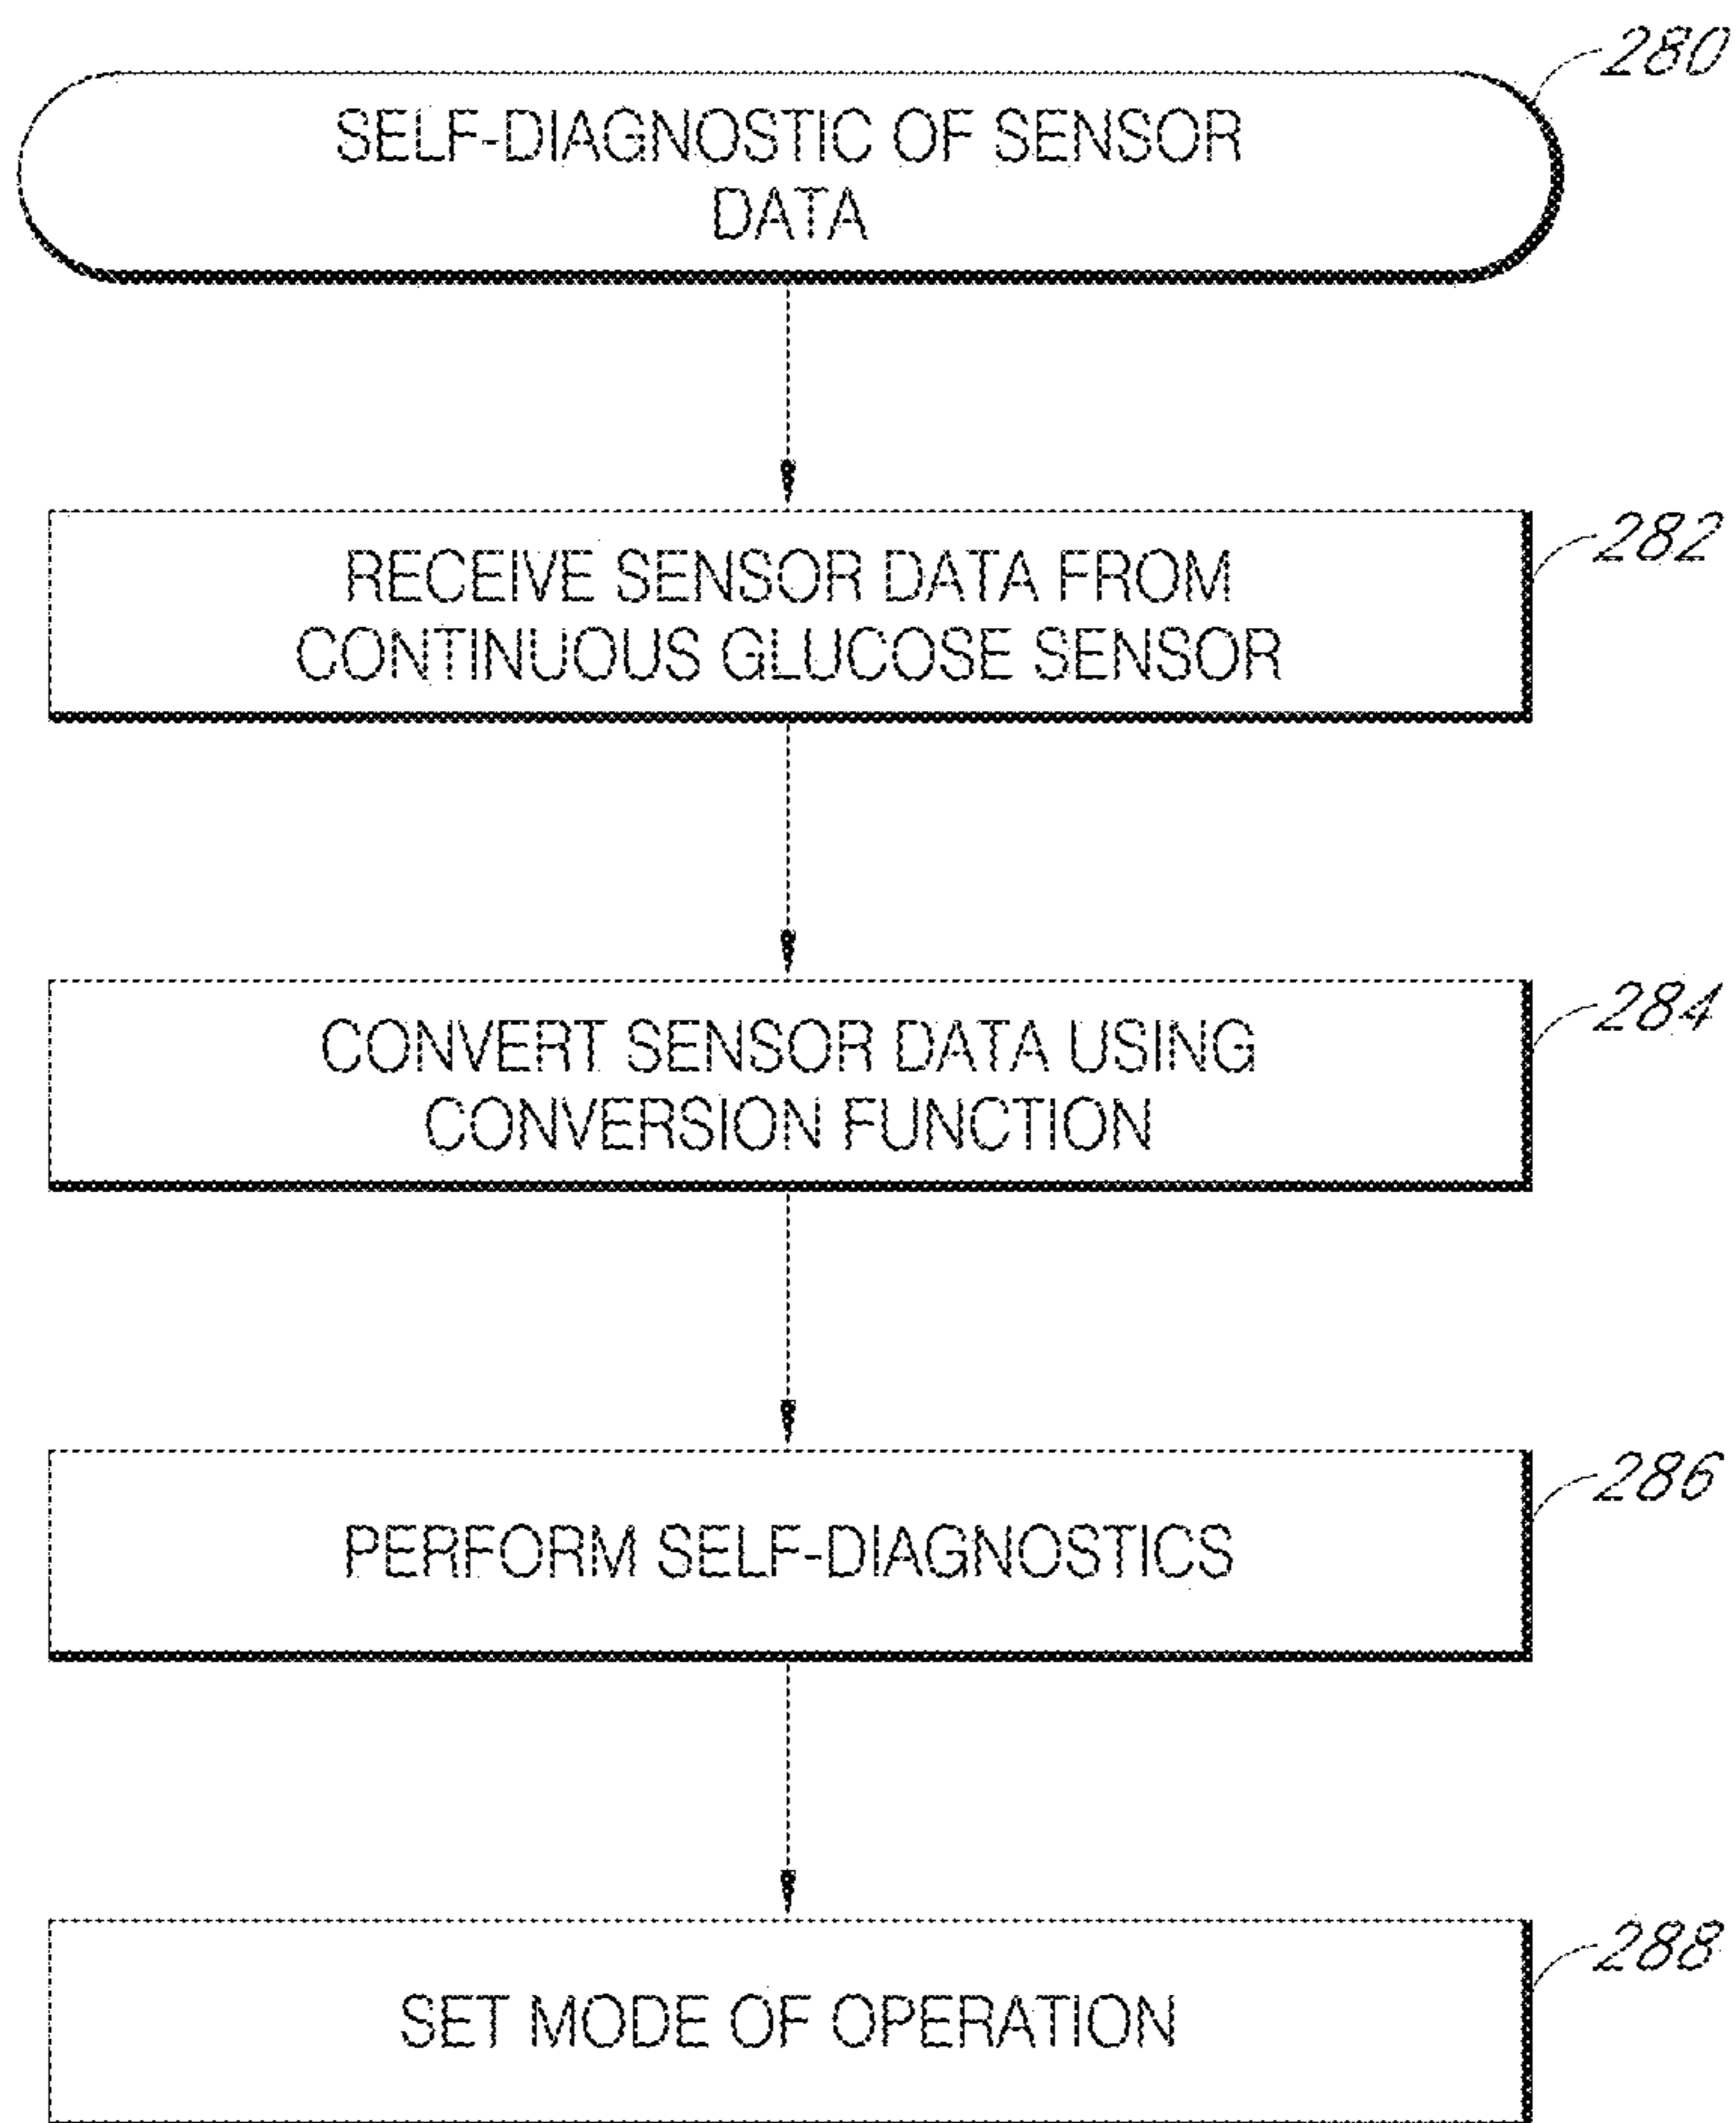 280
SELF-DIAGNOSTIC OF SENSOR
DATA
282
RECEIVE SENSOR DATA FROM
CONTINUOUS GLUCOSE SENSOR
284
CONVERT SENSOR DATA USING
CONVERSION FUNCTION
286
PERFORM SELF-DIAGNOSTICS
288
SET MODE OF OPERATION